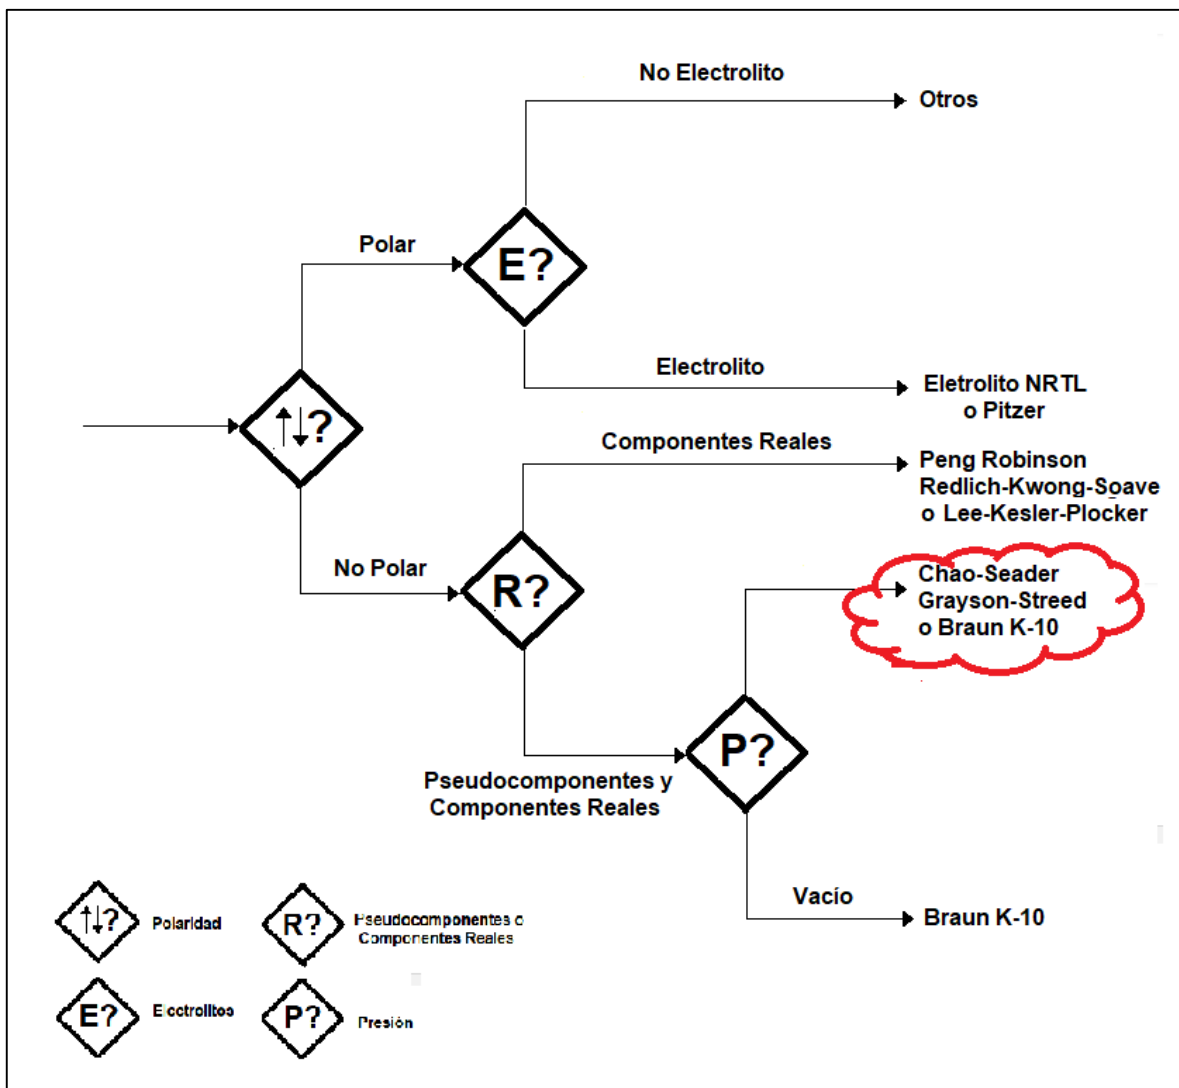 No Electrolito
Otros
Polar
E?
Electrolito
Eletrolito NRTL
o Pitzer
?
Componentes Reales
Peng Robinson
Redlich-Kwong-Soave
o Lee-Kesler-Plocker
No Polar
R?
Chao-Seader
Grayson-Streed
o Braun K-10
P?
Pseudocomponentes y
Componentes Reales
Vacío
Braun K-10
?
Polaridad
R?
Pseudocomponentes o
Componentes Reales
E?
Electrolitos
P?
Presión